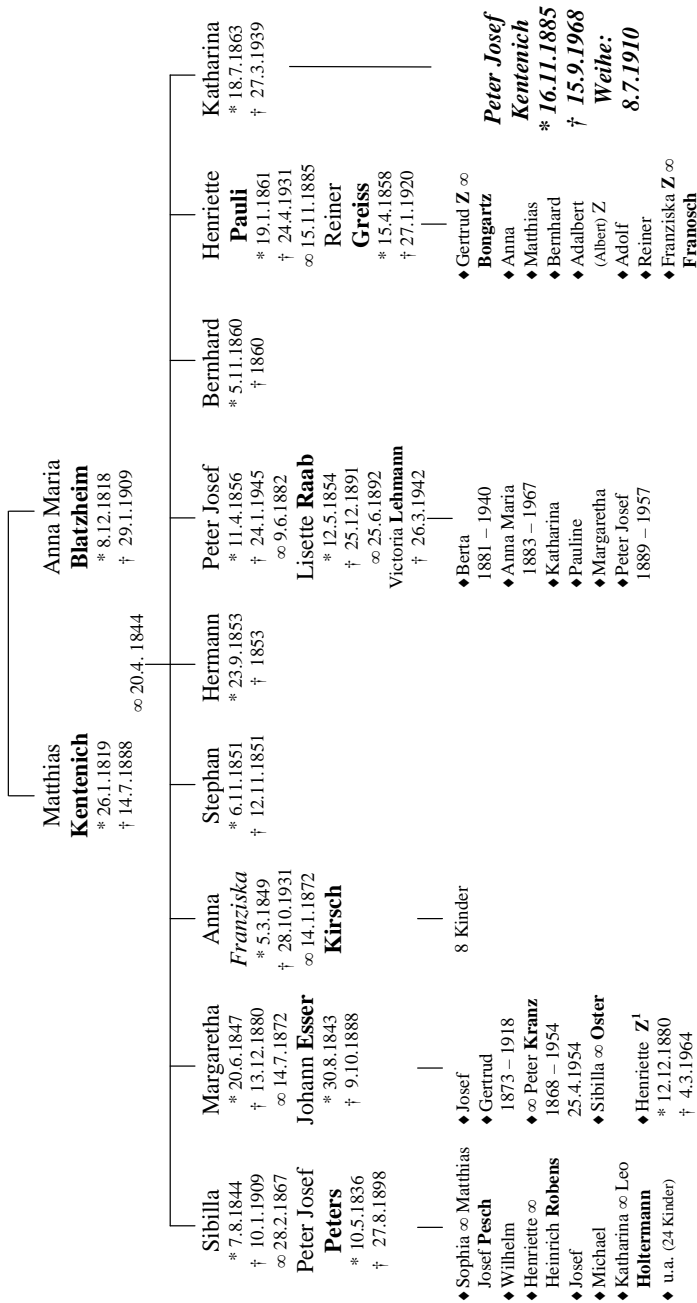 Matthias
Kentenich
* 26.1.1819
† 14.7.1888
Anna Maria
Blatzheim
* 8.12.1818
† 29.1.1909
∞ 20.4. 1844
Sibilla
* 7.8.1844
† 10.1.1909
∞ 28.2.1867
Peter Josef
Peters
* 10.5.1836
† 27.8.1898
♦ Sophia ∞ Matthias
Josef Pesch
♦ Wilhelm
♦ Henriette ∞
Heinrich Robens
♦ Josef
♦ Michael
♦ Katharina ∞ Leo
Holtermann
♦ u.a. (24 Kinder)
Margaretha
* 20.6.1847
† 13.12.1880
∞ 14.7.1872
Johann Esser
* 30.8.1843
† 9.10.1888
♦ Josef
♦ Gertrud
1873 – 1918
♦ ∞ Peter Kranz
1868 – 1954
25.4.1954
♦ Sibilla ∞ Oster
♦ Henriette Z¹
* 12.12.1880
† 4.3.1964
Anna
Franziska
* 5.3.1849
† 28.10.1931
∞ 14.1.1872
Kirsch
8 Kinder
Stephan
* 6.11.1851
† 12.11.1851
Hermann
* 23.9.1853
† 1853
Peter Josef
* 11.4.1856
† 24.1.1945
∞ 9.6.1882
Lisette Raab
* 12.5.1854
† 25.12.1891
∞ 25.6.1892
Victoria Lehmann
† 26.3.1942
♦ Berta
1881 – 1940
♦ Anna Maria
1883 – 1967
♦ Katharina
♦ Pauline
♦ Margaretha
♦ Peter Josef
1889 – 1957
Bernhard
* 5.11.1860
† 1860
Henriette
Pauli
* 19.1.1861
† 24.4.1931
∞ 15.11.1885
Reiner
Greiss
* 15.4.1858
† 27.1.1920
♦ Gertrud Z ∞
Bongartz
♦ Anna
♦ Matthias
♦ Bernhard
♦ Adalbert
(Albert) Z
♦ Adolf
♦ Reiner
♦ Franziska Z ∞
Franosch
Katharina
* 18.7.1863
† 27.3.1939
Peter Josef
Kentenich
* 16.11.1885
† 15.9.1968
Weihe:
8.7.1910